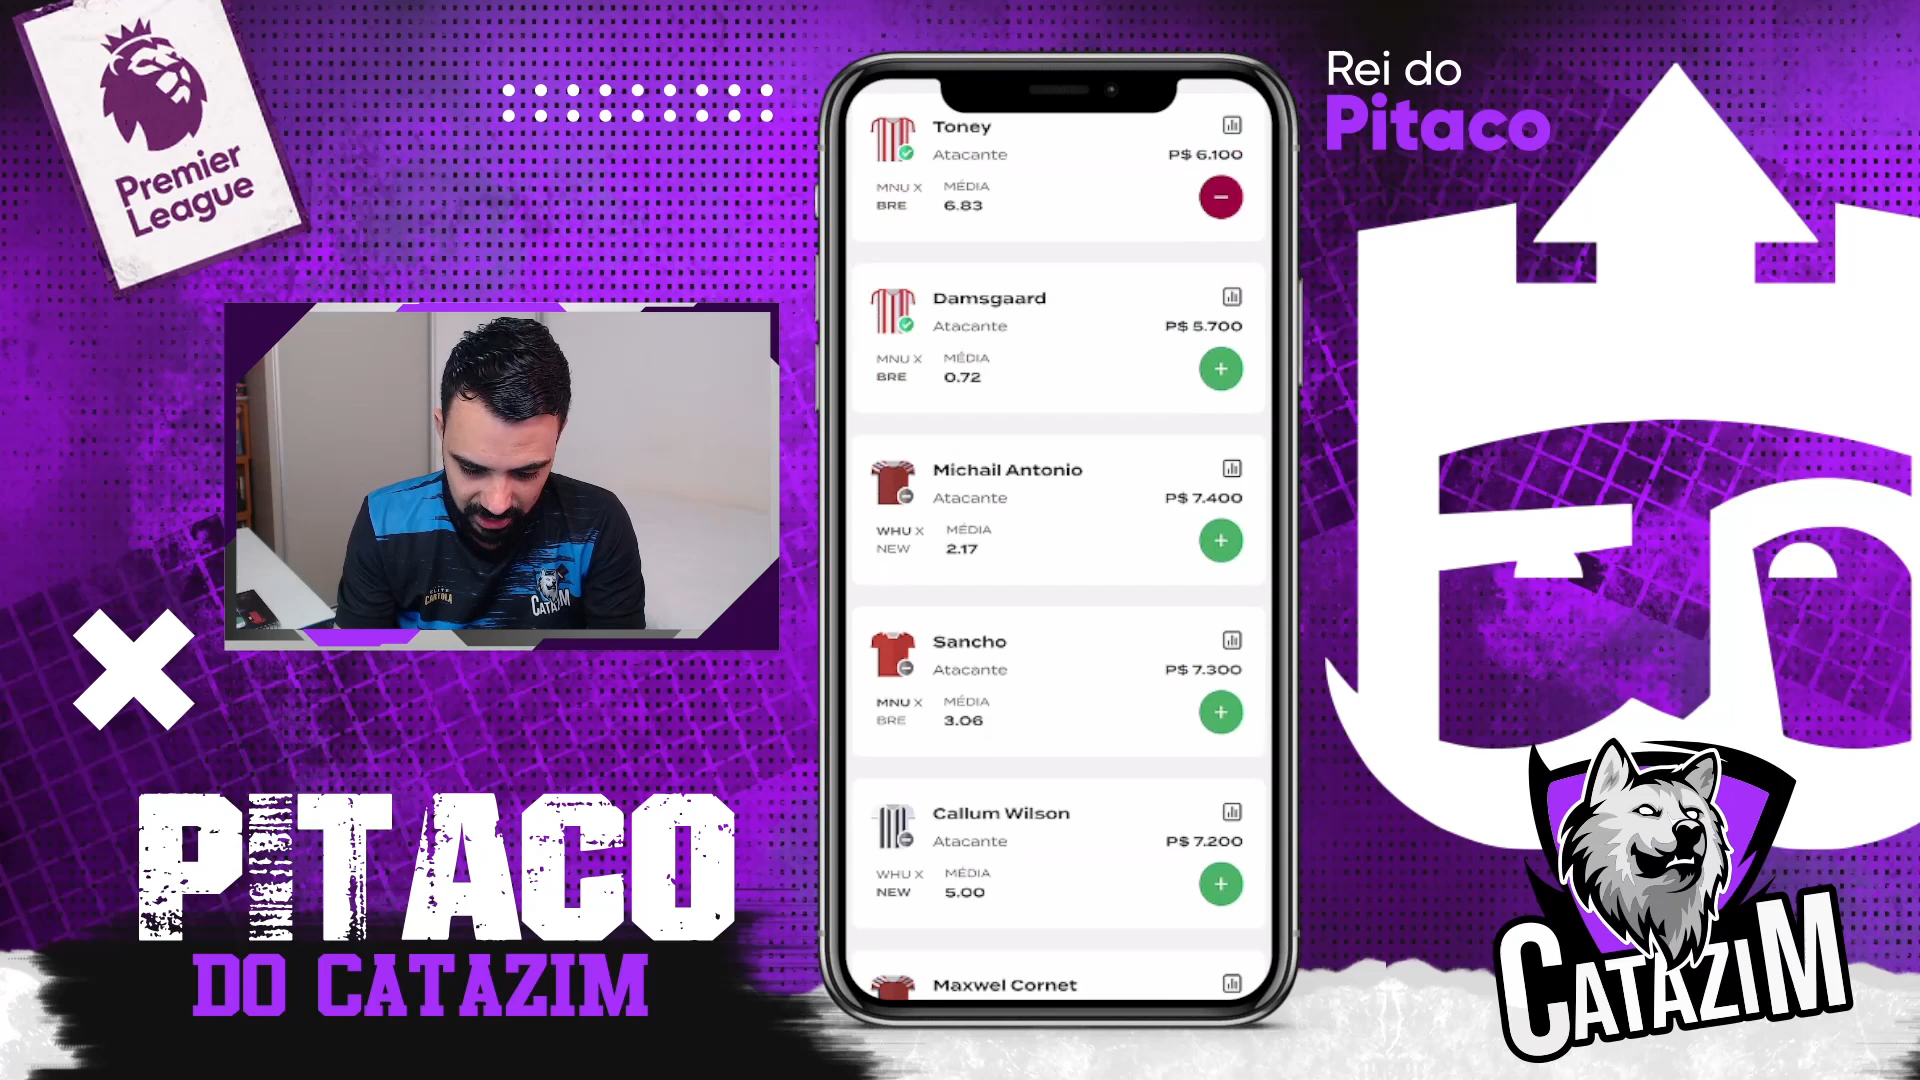 Premier
League
Rei do
Pitaco
Toney
Atacante
P$ 6.100
MNU X
BRE
MÉDIA
6.83
Damsgaard
Atacante
P$ 5.700
MNU X
BRE
MÉDIA
0.72
Michail Antonio
Atacante
P$ 7.400
WHU X
NEW
MÉDIA
2.17
Sancho
Atacante
P$ 7.300
MNU X
BRE
MÉDIA
3.06
Callum Wilson
Atacante
P$ 7.200
WHU X
NEW
MÉDIA
5.00
Maxwel Cornet
ELITE
CARTOLA
CATAZIM
PITACO
DO CATAZIM
CATAZIM